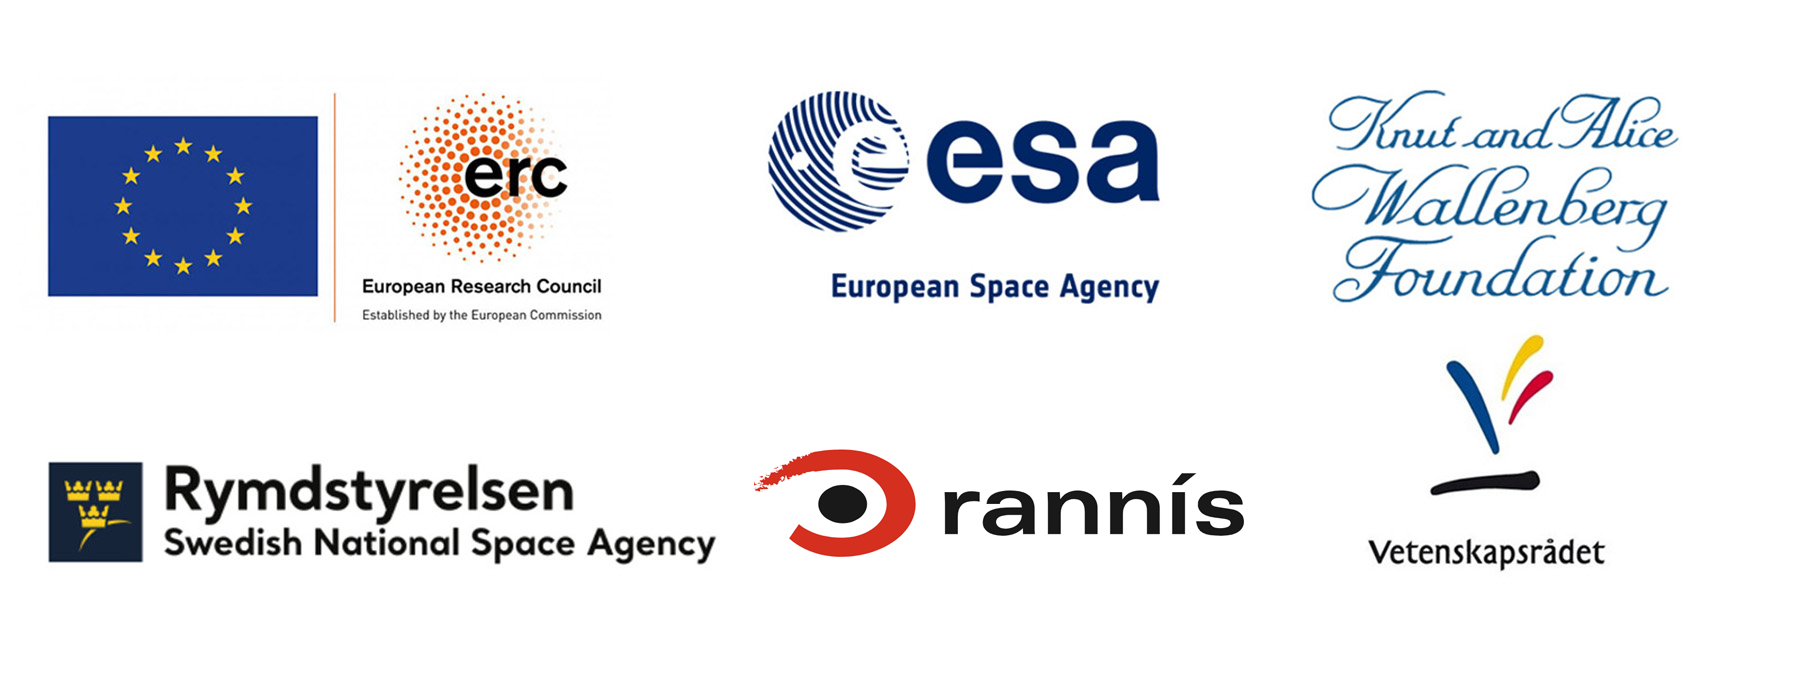 erc
European Research Council
Established by the European Commission
esa
European Space Agency
Knut and Alice
Wallenberg
Foundation
Rymdstyrelsen
Swedish National Space Agency
rannís
Vetenskapsrådet